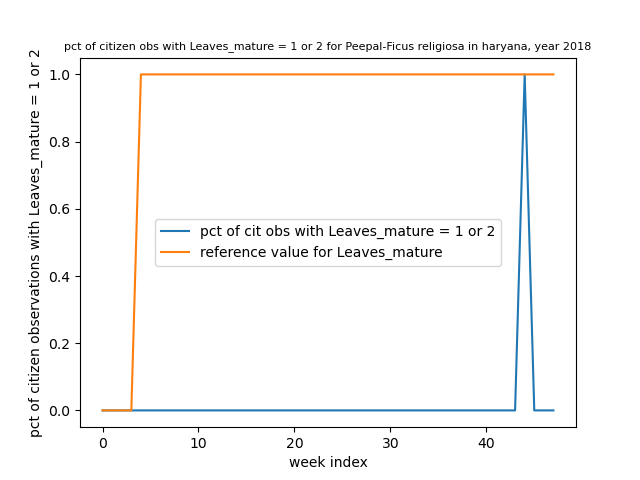 pct of citizen obs with Leaves_mature = 1 or 2 for Peepal-Ficus religiosa in haryana, year 2018
pct of citizen observations with Leaves_mature = 1 or 2
1.0
0.8
0.6
0.4
0.2
0.0
pct of cit obs with Leaves_mature = 1 or 2
reference value for Leaves_mature
0
10
20
30
40
week index